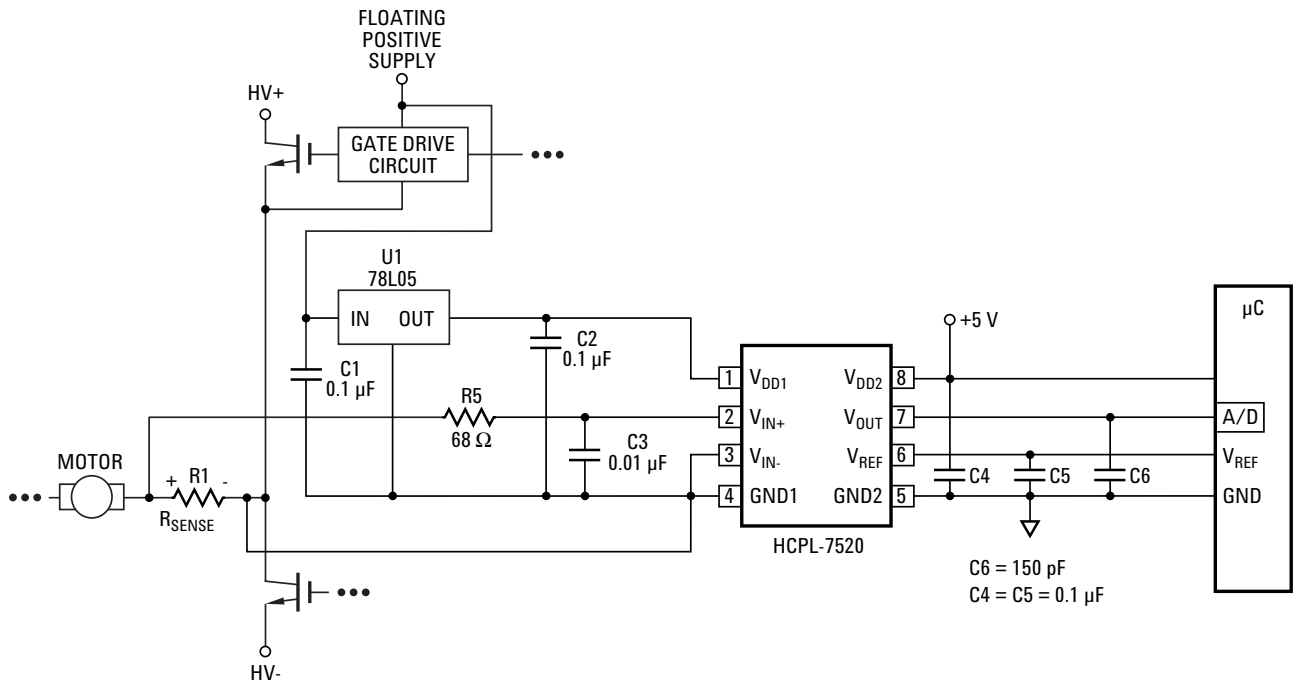 FLOATING
POSITIVE
SUPPLY
HV+
GATE DRIVE
CIRCUIT
U1
78L05
IN OUT
C1
0.1 µF
C2
0.1 µF
R5
68 Ω
C3
0.01 µF
MOTOR
+ R1 -
RSENSE
HV-
1 VDD1
2 VIN+
3 VIN-
4 GND1
VDD2 8
VOUT 7
VREF 6
GND2 5
HCPL-7520
+5 V
C4
C5
C6
C6 = 150 pF
C4 = C5 = 0.1 µF
µC
A/D
VREF
GND